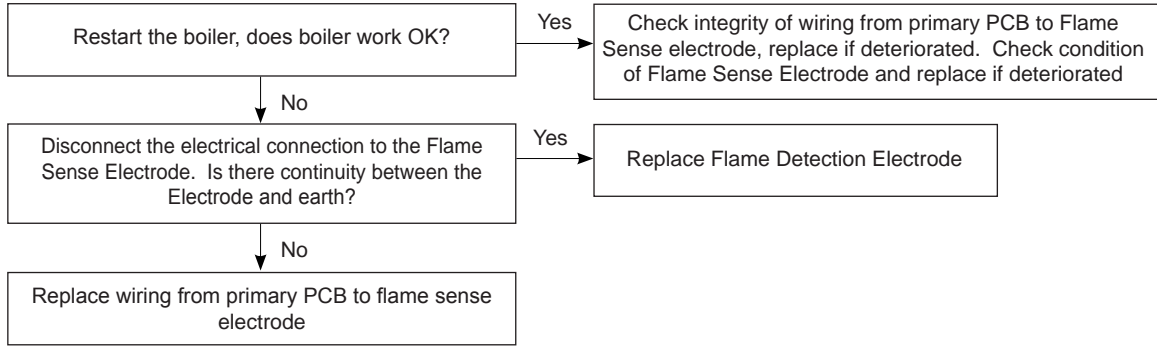 Restart the boiler, does boiler work OK?
Yes
Check integrity of wiring from primary PCB to Flame
Sense electrode, replace if deteriorated.  Check condition
of Flame Sense Electrode and replace if deteriorated
No
Disconnect the electrical connection to the Flame
Sense Electrode.  Is there continuity between the
Electrode and earth?
Yes
Replace Flame Detection Electrode
No
Replace wiring from primary PCB to flame sense
electrode